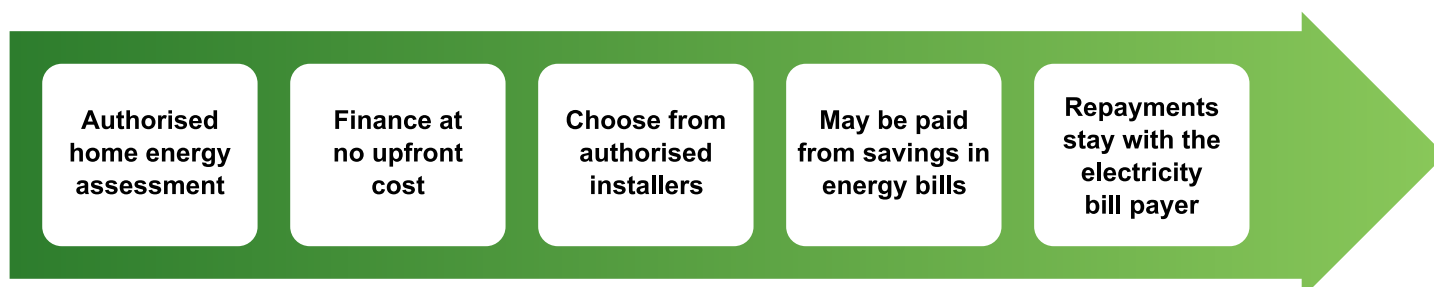 Authorised
home energy
assessment
Finance at
no upfront
cost
Choose from
authorised
installers
May be paid
from savings in
energy bills
Repayments
stay with the
electricity
bill payer